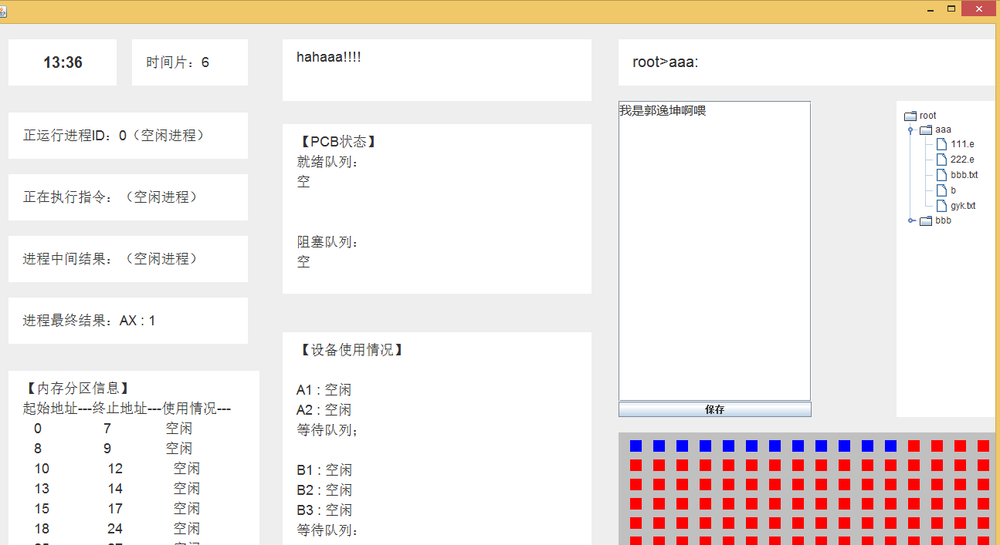 13:36
时间片：6
正运行进程ID：0（空闲进程）
正在执行指令：（空闲进程）
进程中间结果：（空闲进程）
进程最终结果：AX : 1
【内存分区信息】
起始地址---终止地址---使用情况---
0 7 空闲
8 9 空闲
10 12 空闲
13 14 空闲
15 17 空闲
18 24 空闲
hahaaa!!!!
【PCB状态】
就绪队列：
空
阻塞队列：
空
【设备使用情况】
A1 : 空闲
A2 : 空闲
等待队列；
B1 : 空闲
B2 : 空闲
B3 : 空闲
等待队列：
root>aaa:
我是郭逸坤啊喂
保存
root
aaa
111.e
222.e
bbb.txt
b
gyk.txt
bbb